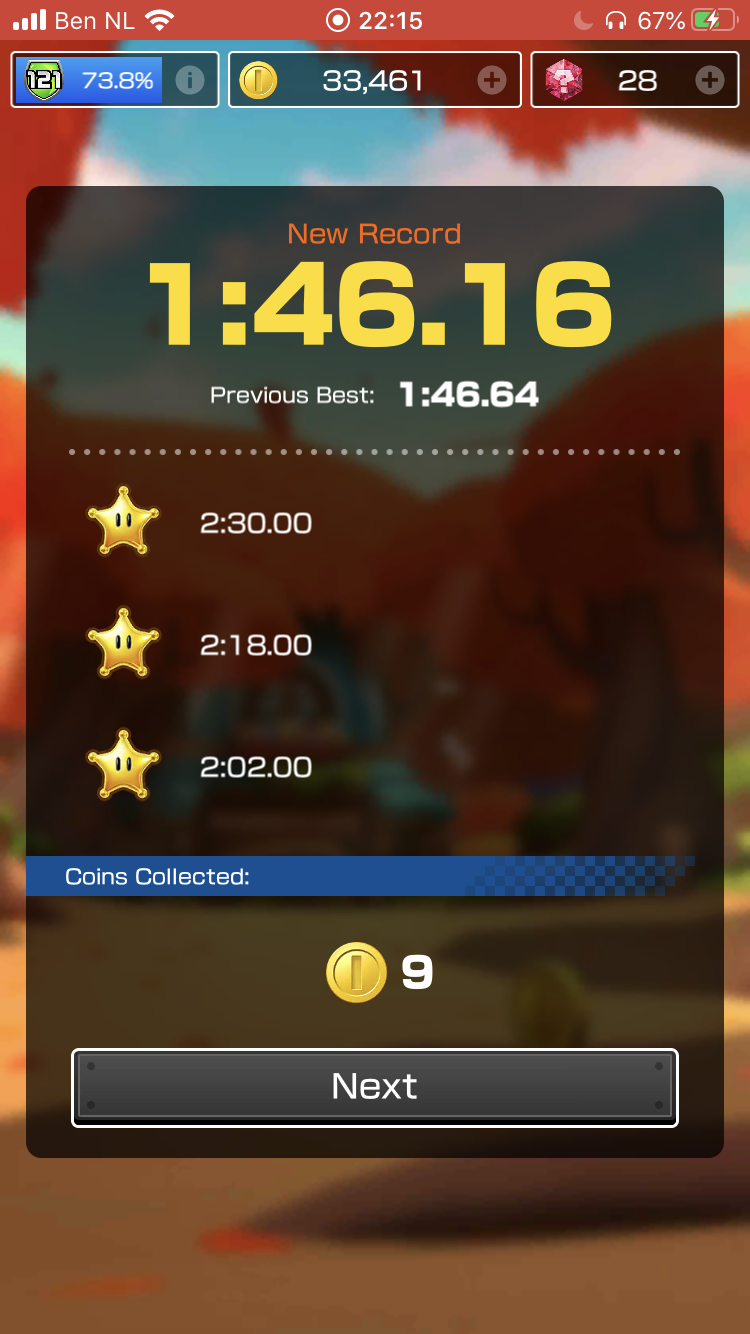 Ben NL 22:15 67%
121 73.8% i 33,461 + ? 28 +
New Record
1:46.16
Previous Best: 1:46.64
2:30.00
2:18.00
2:02.00
Coins Collected:
9
Next